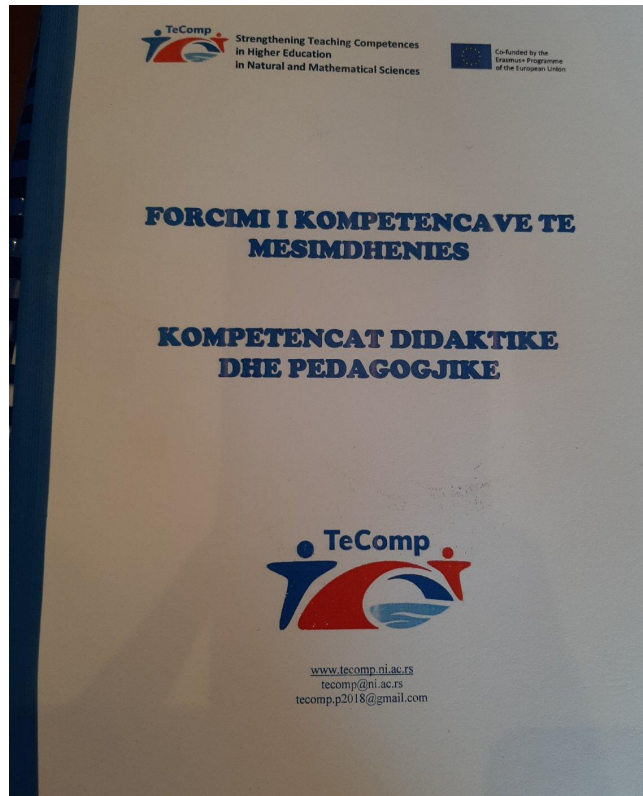 TeComp
Strengthening Teaching Competences
in Higher Education
in Natural and Mathematical Sciences
Co-funded by the
Erasmus+ Programme
of the European Union
FORCIMI I KOMPETENCAVE TE
MESIMDHENIES
KOMPETENCAT DIDAKTIKE
DHE PEDAGOGJIKE
TeComp
www.tecomp.ni.ac.rs
tecomp@ni.ac.rs
tecomp.p2018@gmail.com